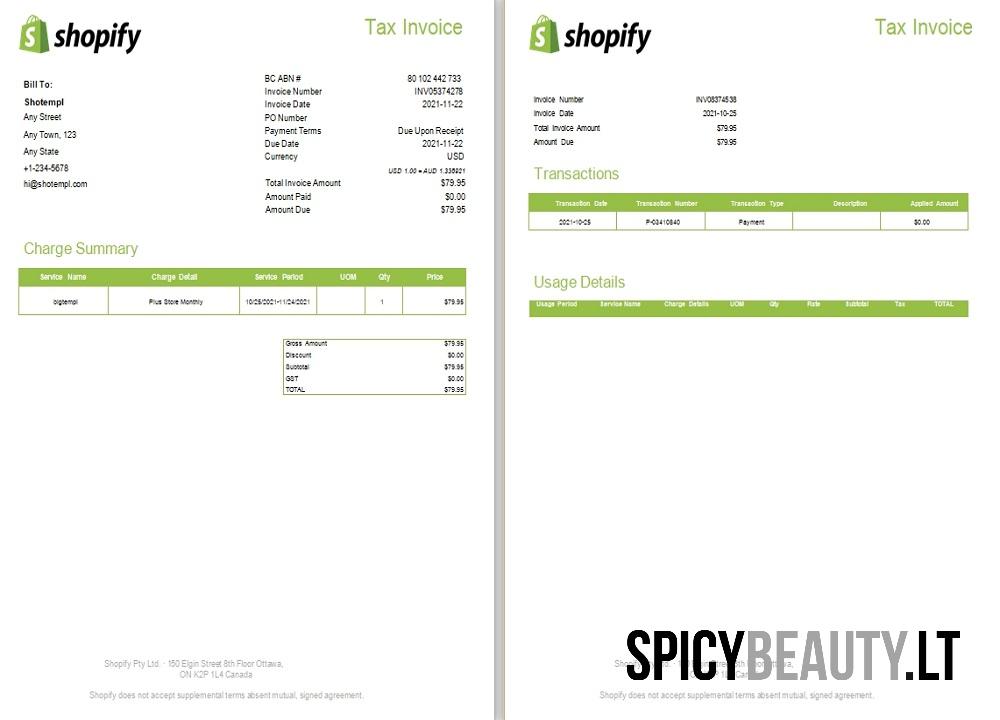 shopify
Tax Invoice
Bill To:
Shotempl
Any Street
Any Town, 123
Any State
+1-234-5678
hi@shotempl.com
BC ABN # 80 102 442 733
Invoice Number INV05374278
Invoice Date 2021-11-22
PO Number
Payment Terms Due Upon Receipt
Due Date 2021-11-22
Currency USD
USD 1.00 = AUD 1.336921
Total Invoice Amount $79.95
Amount Paid $0.00
Amount Due $79.95
Charge Summary
Service Name Charge Detail Service Period UOM Qty Price
bigtempl Plus Store Monthly 10/25/2021-11/24/2021 1 $79.95
Gross Amount $79.95
Discount $0.00
Subtotal $79.95
GST $0.00
TOTAL $79.95
Shopify Pty Ltd. · 150 Elgin Street 8th Floor Ottawa,
ON K2P 1L4 Canada
Shopify does not accept supplemental terms absent mutual, signed agreement.
shopify
Tax Invoice
Invoice Number INV08374538
Invoice Date 2021-10-25
Total Invoice Amount $79.95
Amount Due $79.95
Transactions
Transaction Date Transaction Number Transaction Type Description Applied Amount
2021-10-25 P-03410840 Payment $0.00
Usage Details
Usage Period Service Name Charge Details UOM Qty Rate Subtotal Tax TOTAL
SPICYBEAUTY.LT
Shopify does not accept supplemental terms absent mutual, signed agreement.